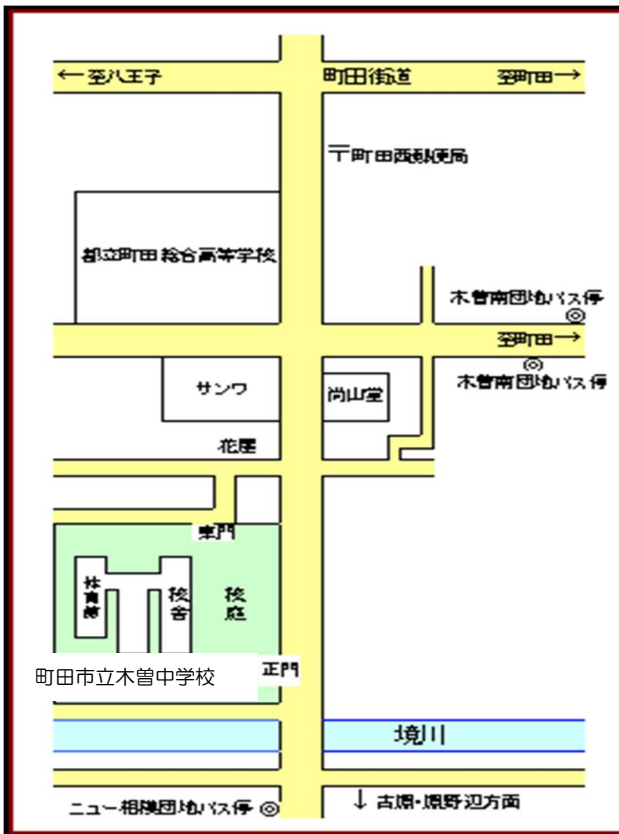 ←至八王子 町田街道 至町田→
〒町田西郵便局
都立町田総合高等学校
木曽南団地バス停
至町田→
木曽南団地バス停
サンワ
尚山堂
花屋
東門
体育館
校舎
校庭
町田市立木曽中学校
正門
境川
ニュー相模団地バス停
↓古淵・淵野辺方面